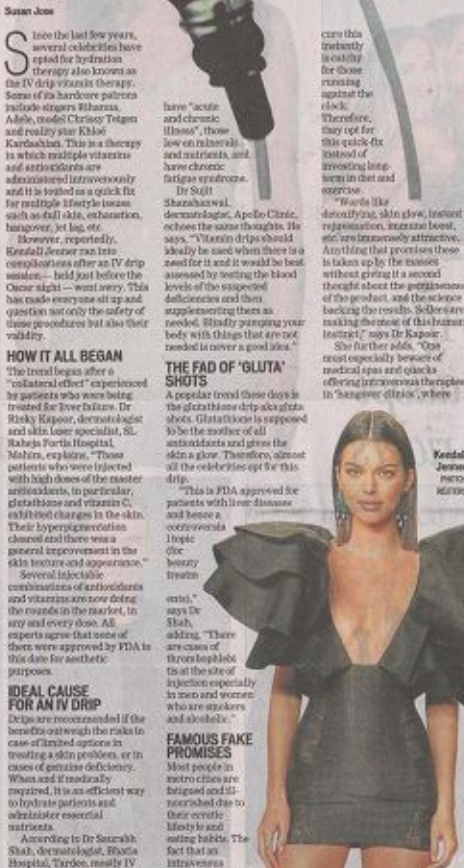 Susan Jose
Since the last few years,
several celebrities have
opted for hydration
therapy also known as
the IV drip vitamin therapy.
Some of its hardcore patrons
include singers Rihanna,
Adele, model Chrissy Teigen
and reality star Khloé
Kardashian. This is a therapy
in which multiple vitamins
and antioxidants are
administered intravenously
and it is touted as a quick fix
for multiple lifestyle issues
such as dull skin, exhaustion,
hangover, jet lag, etc.
However, reportedly,
Kendall Jenner ran into
complications after an IV drip
session — held just before the
Oscar night — went awry. This
has made everyone sit up and
question not only the safety of
these procedures but also their
validity.
HOW IT ALL BEGAN
The trend began after a
"collateral effect" experienced
by patients who were being
treated for liver failure. Dr
Rinky Kapoor, dermatologist
and skin laser specialist, SL
Raheja Fortis Hospital,
Mahim, explains, "Those
patients who were injected
with high doses of the master
antioxidants, in particular,
glutathione and vitamin C,
exhibited changes in the skin.
Their hyperpigmentation
cleared and there was a
general improvement in the
skin texture and appearance."
Several injectable
combinations of antioxidants
and vitamins are now doing
the rounds in the market, in
any and every dose. All
experts agree that none of
them were approved by FDA to
this date for aesthetic
purposes.
IDEAL CAUSE
FOR AN IV DRIP
Drips are recommended if the
benefits outweigh the risks in
case of limited options in
treating a skin problem, or in
cases of genuine deficiency.
When and if medically
required, it is an efficient way
to hydrate patients and
administer essential
nutrients.
According to Dr Saurabh
Shah, dermatologist, Bhatia
Hospital, Tardeo, mostly IV
have "acute
and chronic
illness", those
low on minerals
and nutrients, and
have chronic
fatigue syndrome.
Dr Sujit
Shanshanwal,
dermatologist, Apollo Clinic,
echoes the same thoughts. He
says, "Vitamin drips should
ideally be used when there is a
need for it and it would be best
assessed by testing the blood
levels of the suspected
deficiencies and then
supplementing them as
needed. Blindly pumping your
body with things that are not
needed is never a good idea."
THE FAD OF 'GLUTA'
SHOTS
A popular trend these days is
the glutathione drip aka gluta
shots. Glutathione is supposed
to be the mother of all
antioxidants and gives the
skin a glow. Therefore, almost
all the celebrities opt for this
drip.
"This is FDA approved for
patients with liver diseases
and hence a
controversia
l topic
(for
beauty
treatm
ents),"
says Dr
Shah,
adding, "There
are cases of
thrombophlebi
tis at the site of
injection especially
in men and women
who are smokers
and alcoholic."
FAMOUS FAKE
PROMISES
Most people in
metro cities are
fatigued and ill-
nourished due to
their erratic
lifestyle and
eating habits. The
fact that an
intravenous
cure this
instantly
is catchy
for those
running
against the
clock.
Therefore,
they opt for
this quick-fix
instead of
investing long-
term in diet and
exercise.
"Words like
detoxifying, skin glow, instant
rejuvenation, immune boost,
etc. are immensely attractive.
Anything that promises these
is taken up by the masses
without giving it a second
thought about the genuineness
of the product, and the science
backing the results. Sellers are
making the most of this human
instinct," says Dr Kapoor.
She further adds, "One
must especially beware of
medical spas and quacks
offering intravenous therapies
in 'hangover clinics', where
Kendal
Jenne
PHOTO:
REUTERS